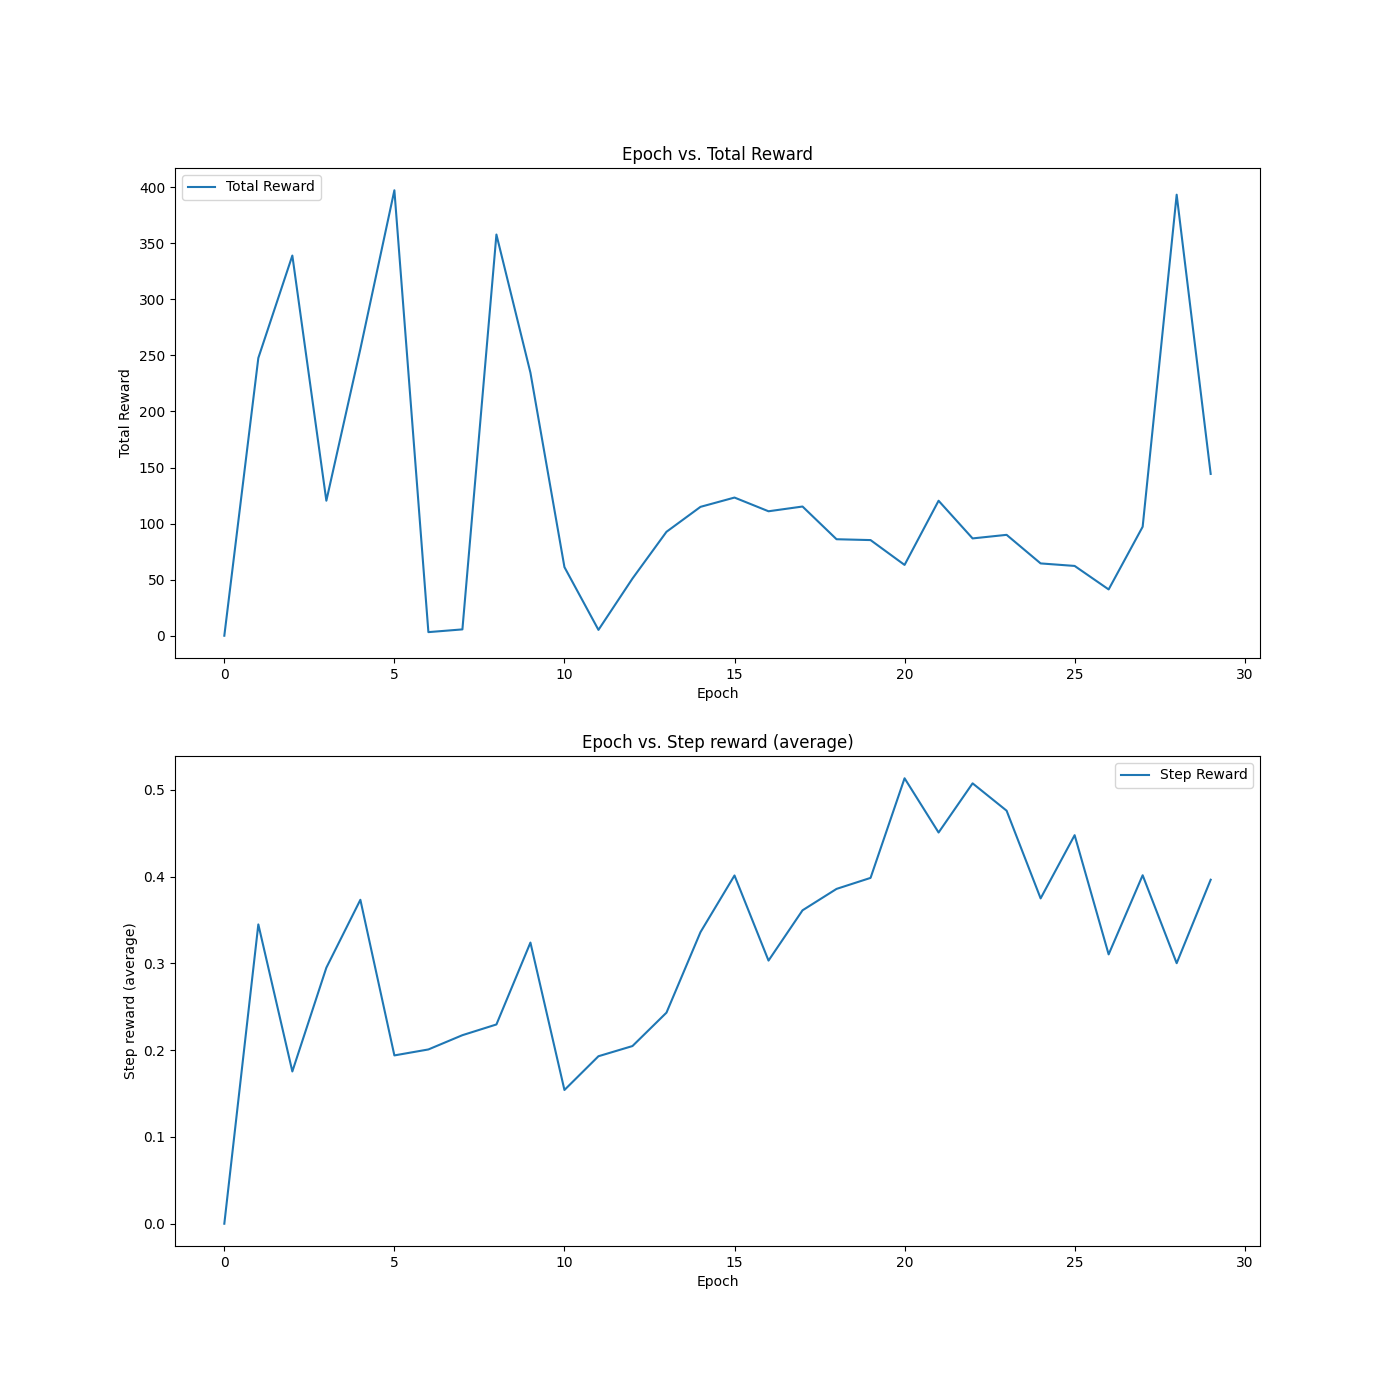 Epoch vs. Total Reward
Total Reward
400
350
300
250
200
150
100
50
0
Total Reward
0 5 10 15 20 25 30
Epoch
Epoch vs. Step reward (average)
Step Reward
0.5
0.4
0.3
0.2
0.1
0.0
Step reward (average)
0 5 10 15 20 25 30
Epoch